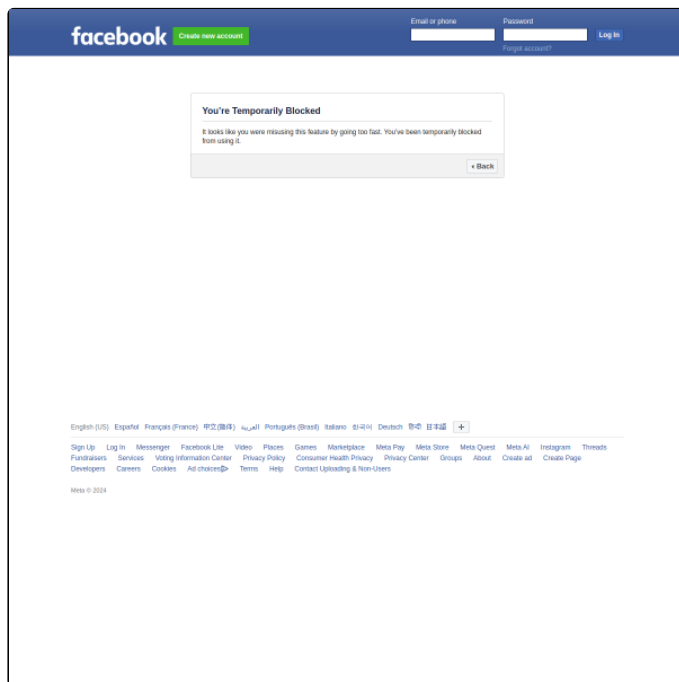 facebook
Create new account
Email or phone
Password
Log In
Forgot account?
You're Temporarily Blocked
It looks like you were misusing this feature by going too fast. You've been temporarily blocked
from using it.
Back
English (US) Español Français (France) 中文(简体) العربية Português (Brasil) Italiano 한국어 Deutsch हिन्दी 日本語
Sign Up Log In Messenger Facebook Lite Video Places Games Marketplace Meta Pay Meta Store Meta Quest Meta AI Instagram Threads
Fundraisers Services Voting Information Center Privacy Policy Consumer Health Privacy Privacy Center Groups About Create ad Create Page
Developers Careers Cookies Ad choices Terms Help Contact Uploading & Non-Users
Meta © 2024